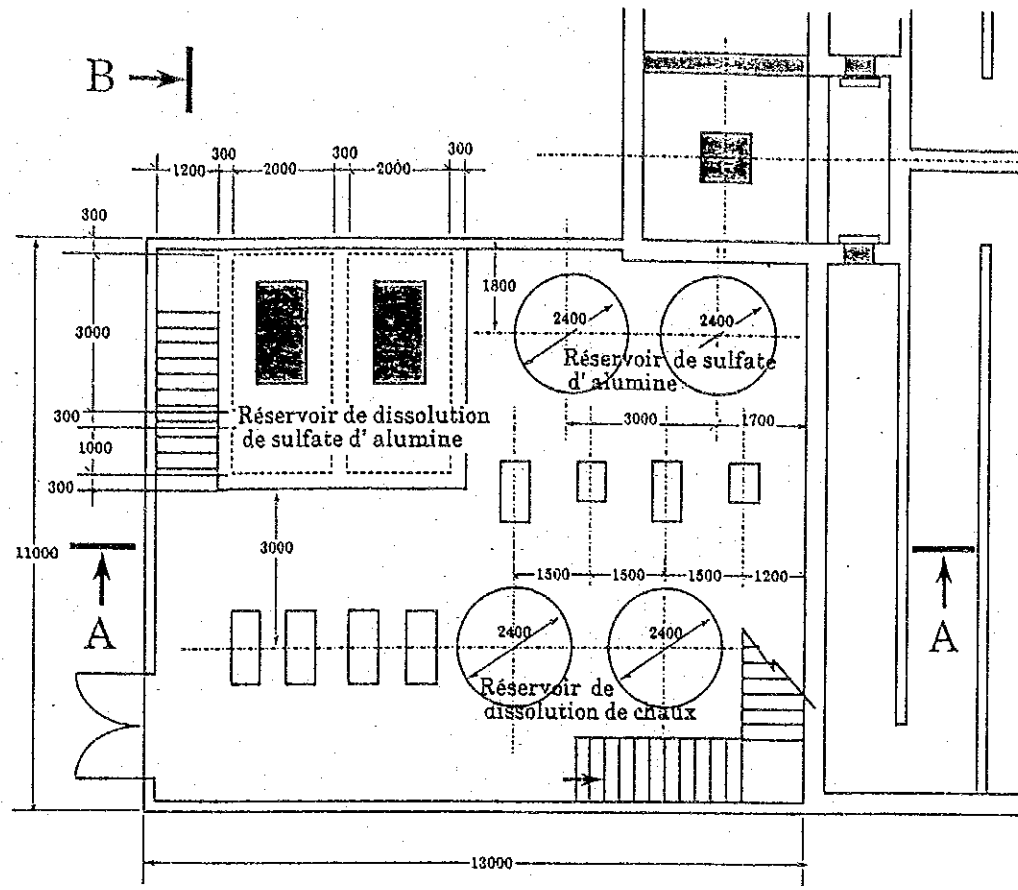 B
300
300
300
1200
2000
2000
300
3000
300
1000
300
11000
1800
2400
2400
Réservoir de sulfate
d' alumine
Réservoir de dissolution
de sulfate d' alumine
3000
1700
3000
1500
1500
1500
1200
A
A
2400
2400
Réservoir de
dissolution de chaux
13000